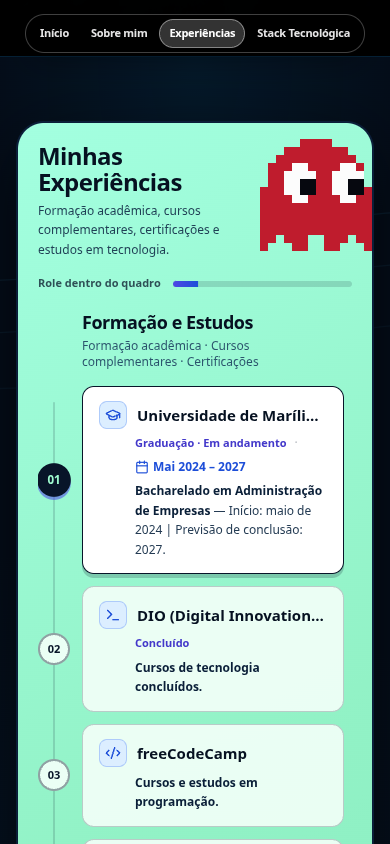 Início Sobre mim Experiências Stack Tecnológica
Minhas
Experiências
Formação acadêmica, cursos
complementares, certificações e
estudos em tecnologia.
Role dentro do quadro
Formação e Estudos
Formação acadêmica · Cursos
complementares · Certificações
01
Universidade de Maríli...
Graduação · Em andamento ·
Mai 2024 – 2027
Bacharelado em Administração
de Empresas — Início: maio de
2024 | Previsão de conclusão:
2027.
02
DIO (Digital Innovation...
Concluído
Cursos de tecnologia
concluídos.
03
freeCodeCamp
Cursos e estudos em
programação.